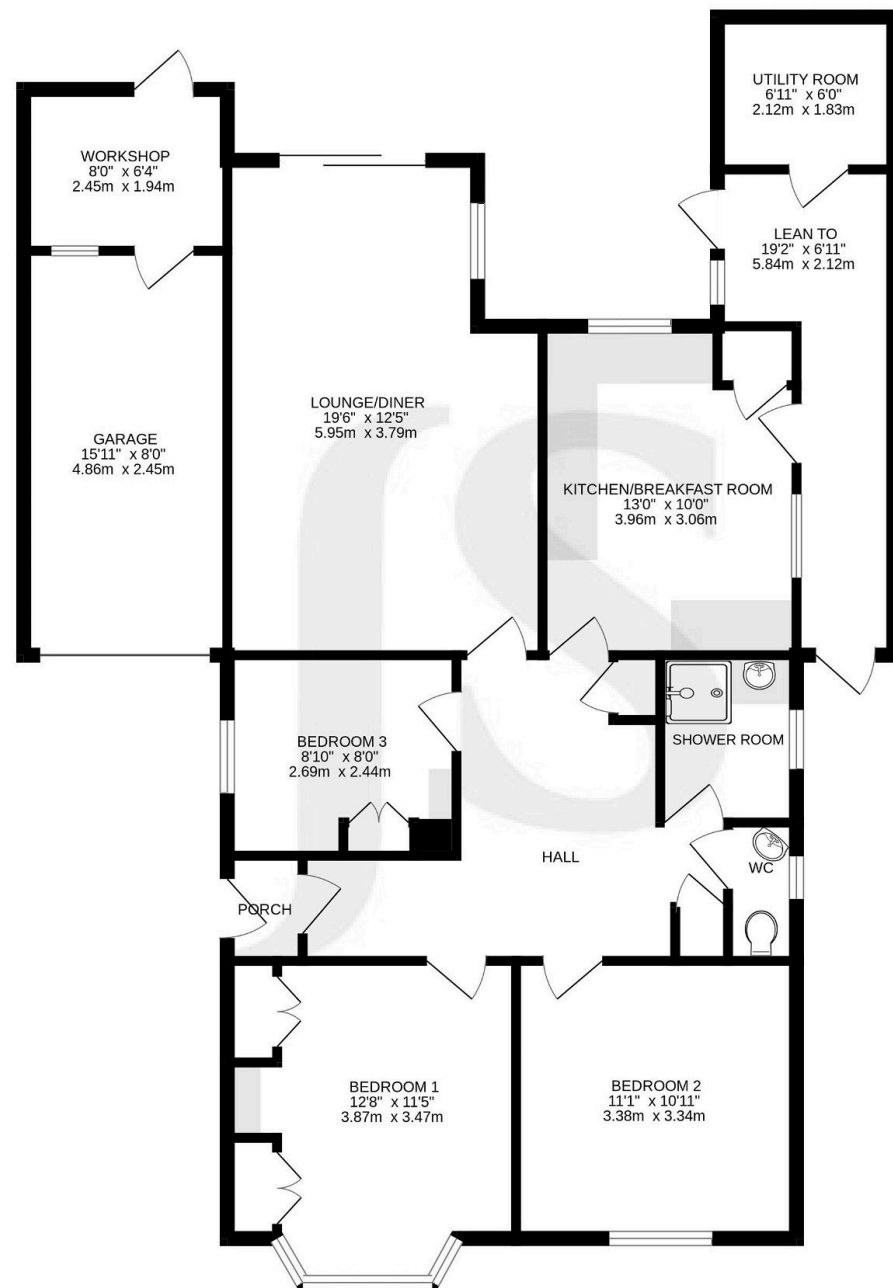 UTILITY ROOM
6'11" x 6'0"
2.12m x 1.83m
WORKSHOP
8'0" x 6'4"
2.45m x 1.94m
LEAN TO
19'2" x 6'11"
5.84m x 2.12m
LOUNGE/DINER
19'6" x 12'5"
5.95m x 3.79m
GARAGE
15'11" x 8'0"
4.86m x 2.45m
KITCHEN/BREAKFAST ROOM
13'0" x 10'0"
3.96m x 3.06m
BEDROOM 3
8'10" x 8'0"
2.69m x 2.44m
SHOWER ROOM
HALL
WC
PORCH
BEDROOM 1
12'8" x 11'5"
3.87m x 3.47m
BEDROOM 2
11'1" x 10'11"
3.38m x 3.34m
JS